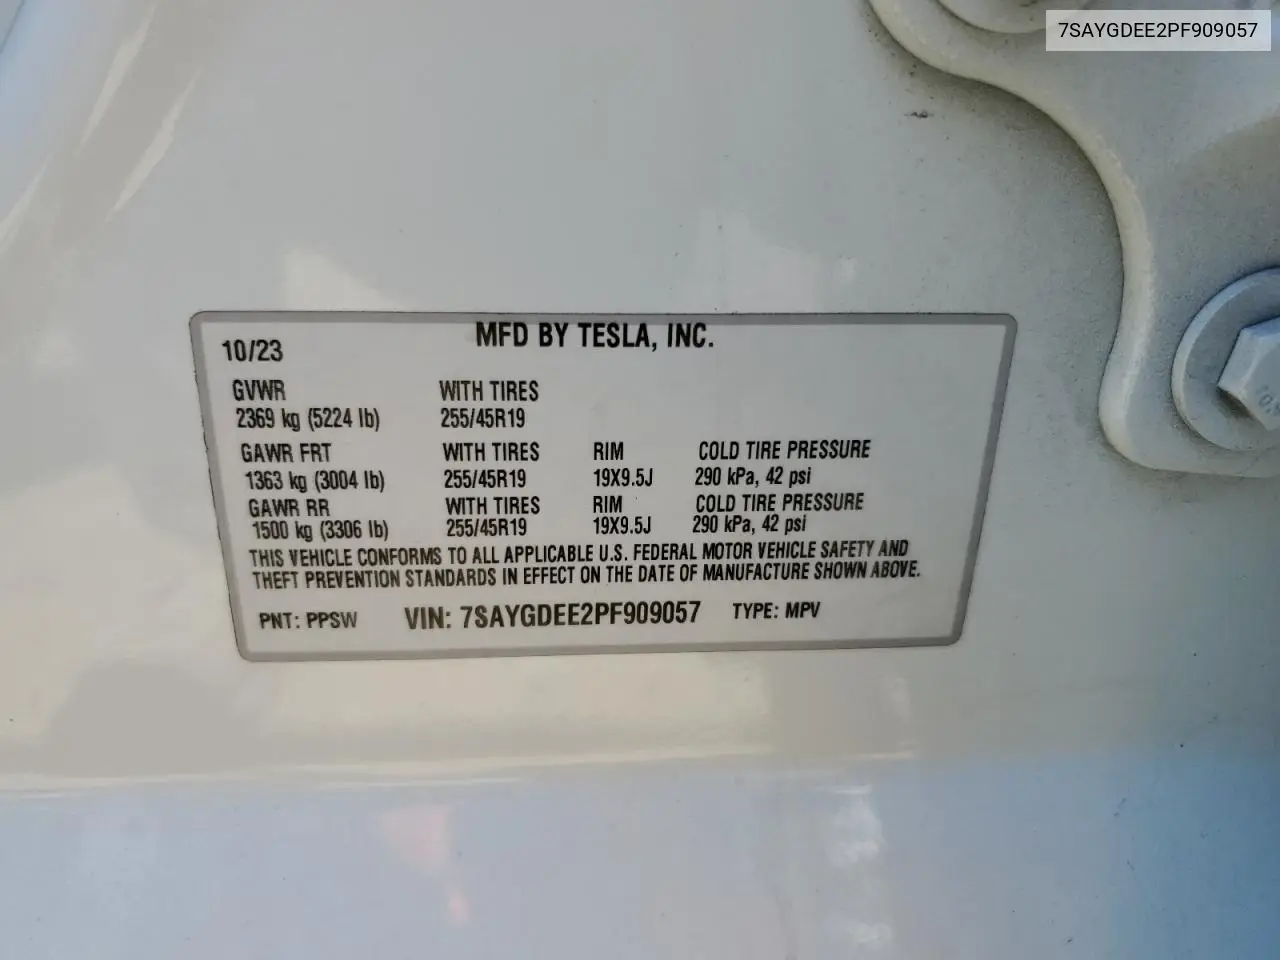 7SAYGDEE2PF909057
MFD BY TESLA, INC.
10/23
GVWR WITH TIRES
2369 kg (5224 lb) 255/45R19
GAWR FRT WITH TIRES RIM COLD TIRE PRESSURE
1363 kg (3004 lb) 255/45R19 19X9.5J 290 kPa, 42 psi
GAWR RR WITH TIRES RIM COLD TIRE PRESSURE
1500 kg (3306 lb) 255/45R19 19X9.5J 290 kPa, 42 psi
THIS VEHICLE CONFORMS TO ALL APPLICABLE U.S. FEDERAL MOTOR VEHICLE SAFETY AND
THEFT PREVENTION STANDARDS IN EFFECT ON THE DATE OF MANUFACTURE SHOWN ABOVE.
PNT: PPSW VIN: 7SAYGDEE2PF909057 TYPE: MPV